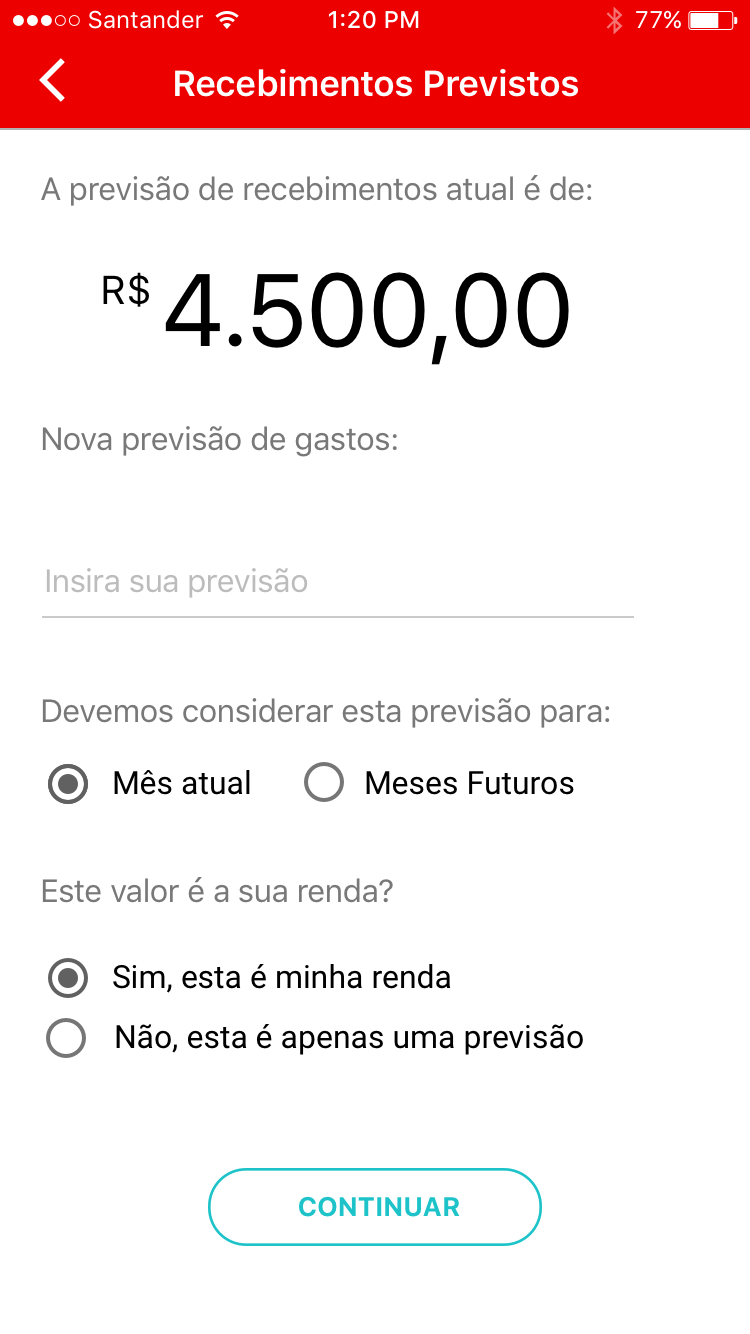 Santander 1:20 PM 77%
Recebimentos Previstos
A previsão de recebimentos atual é de:
R$ 4.500,00
Nova previsão de gastos:
Insira sua previsão
Devemos considerar esta previsão para:
Mês atual Meses Futuros
Este valor é a sua renda?
Sim, esta é minha renda
Não, esta é apenas uma previsão
CONTINUAR